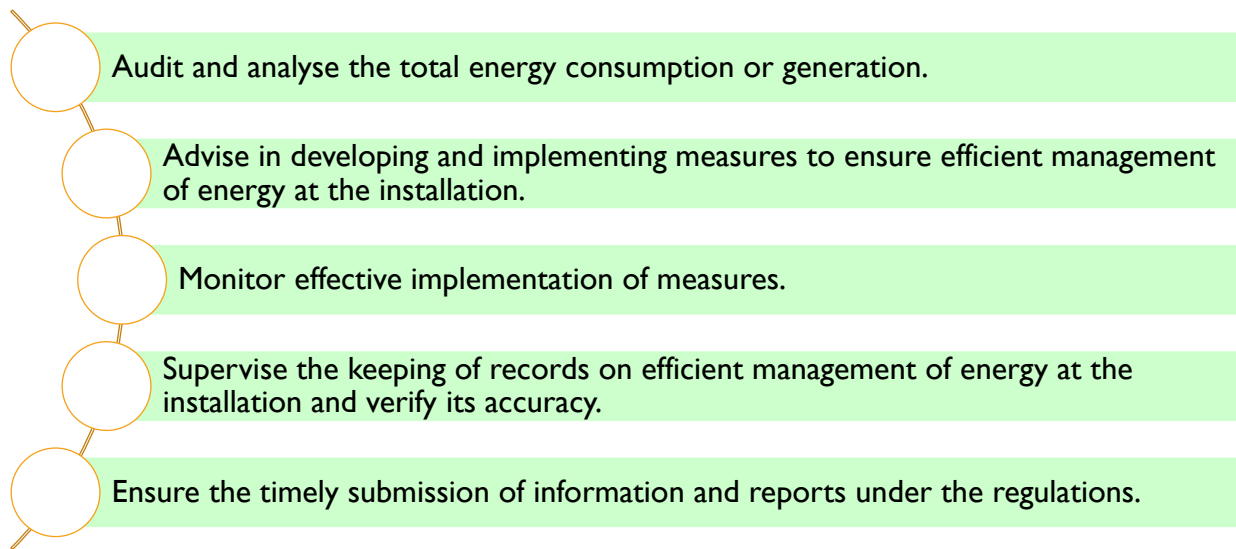 Audit and analyse the total energy consumption or generation.
Advise in developing and implementing measures to ensure efficient management
of energy at the installation.
Monitor effective implementation of measures.
Supervise the keeping of records on efficient management of energy at the
installation and verify its accuracy.
Ensure the timely submission of information and reports under the regulations.